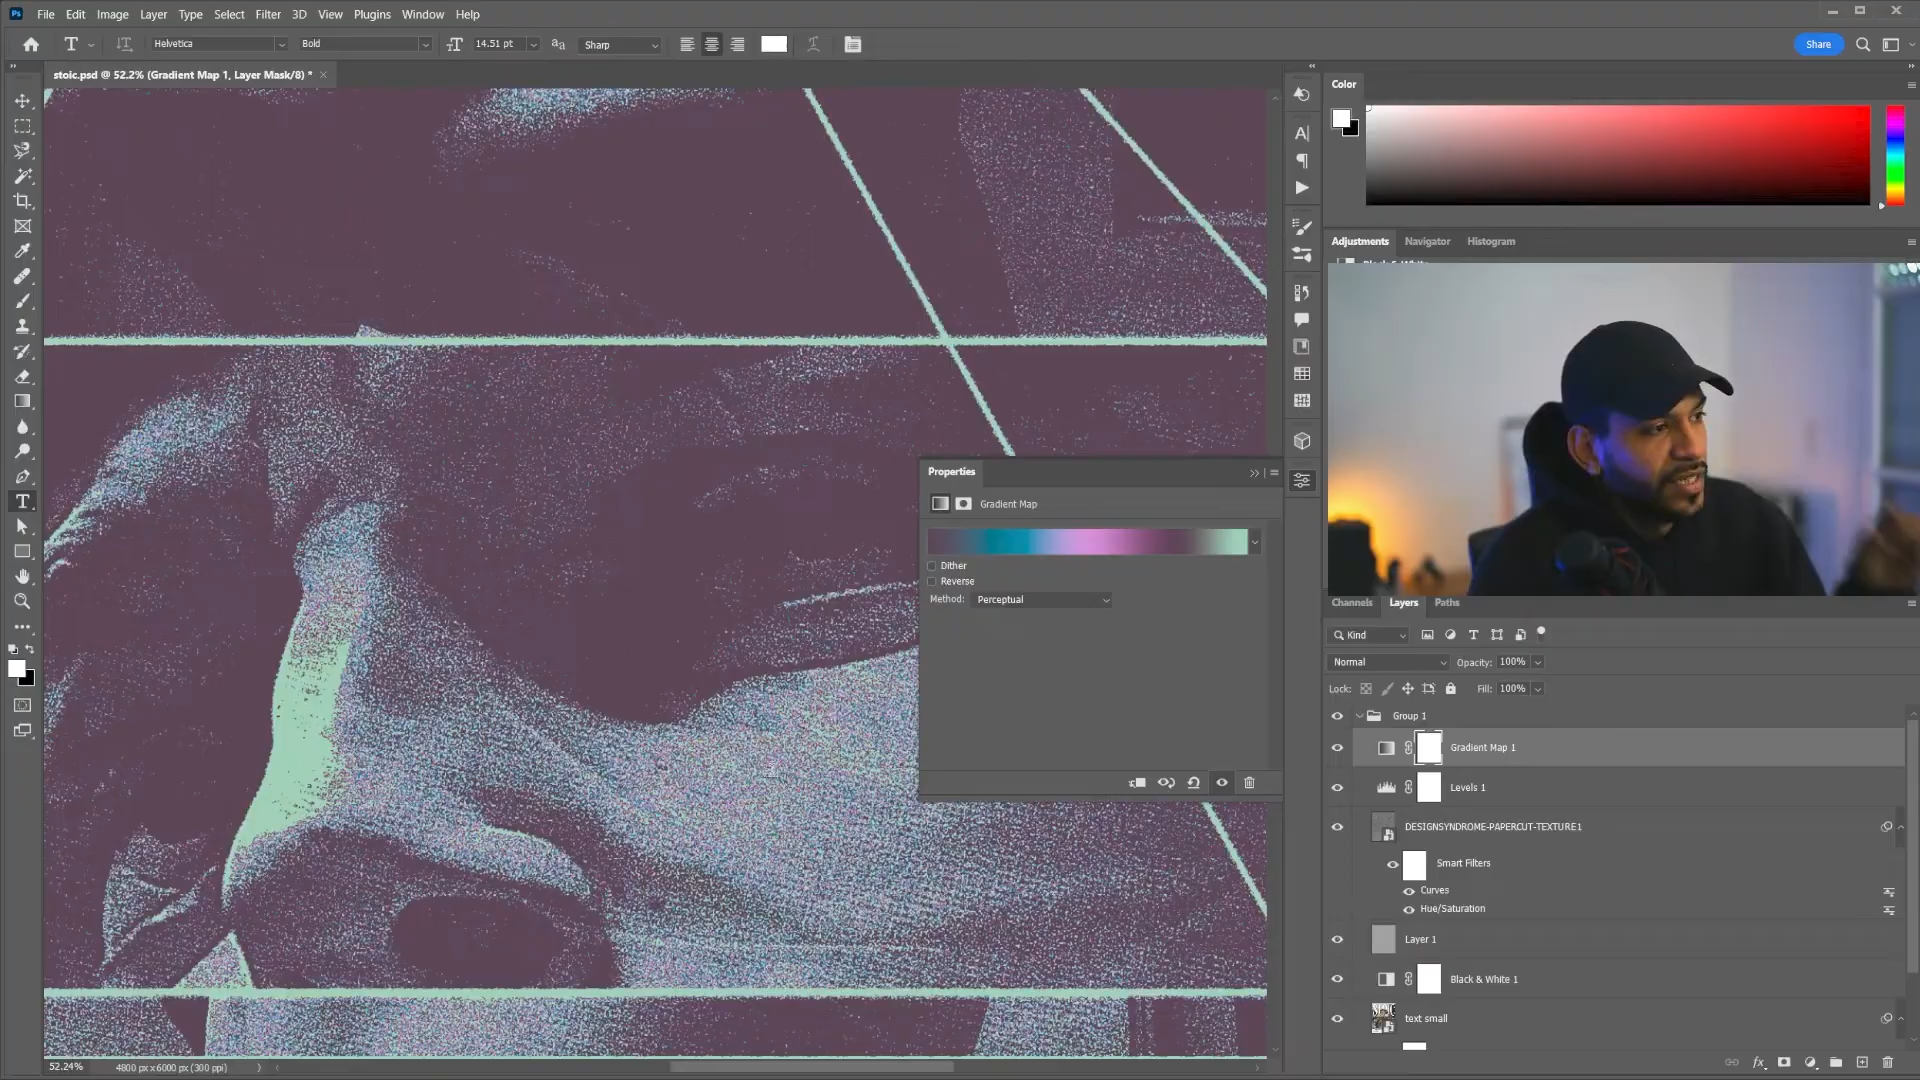 Ps File Edit Image Layer Type Select Filter 3D View Plugins Window Help
T Helvetica Bold 14.51 pt aa Sharp Share
stoic.psd @ 52.2% (Gradient Map 1, Layer Mask/8) *
Color
Adjustments Navigator Histogram
Properties
Gradient Map
Dither
Reverse
Method: Perceptual
Channels Layers Paths
Kind
Normal Opacity: 100%
Lock: Fill: 100%
Group 1
Gradient Map 1
Levels 1
DESIGNSYNDROME-PAPERCUT-TEXTURE1
Smart Filters
Curves
Hue/Saturation
Layer 1
Black & White 1
text small
52.24% 4800 px x 6000 px (300 ppi)